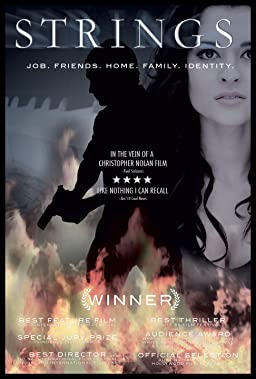 STRINGS
JOB. FRIENDS. HOME. FAMILY. IDENTITY.
IN THE VEIN OF A
CHRISTOPHER NOLAN FILM
LIKE NOTHING I CAN RECALL
WINNER
BEST FEATURE FILM
BEST THRILLER
SPECIAL JURY PRIZE
AUDIENCE AWARD
BEST DIRECTOR
OFFICIAL SELECTION